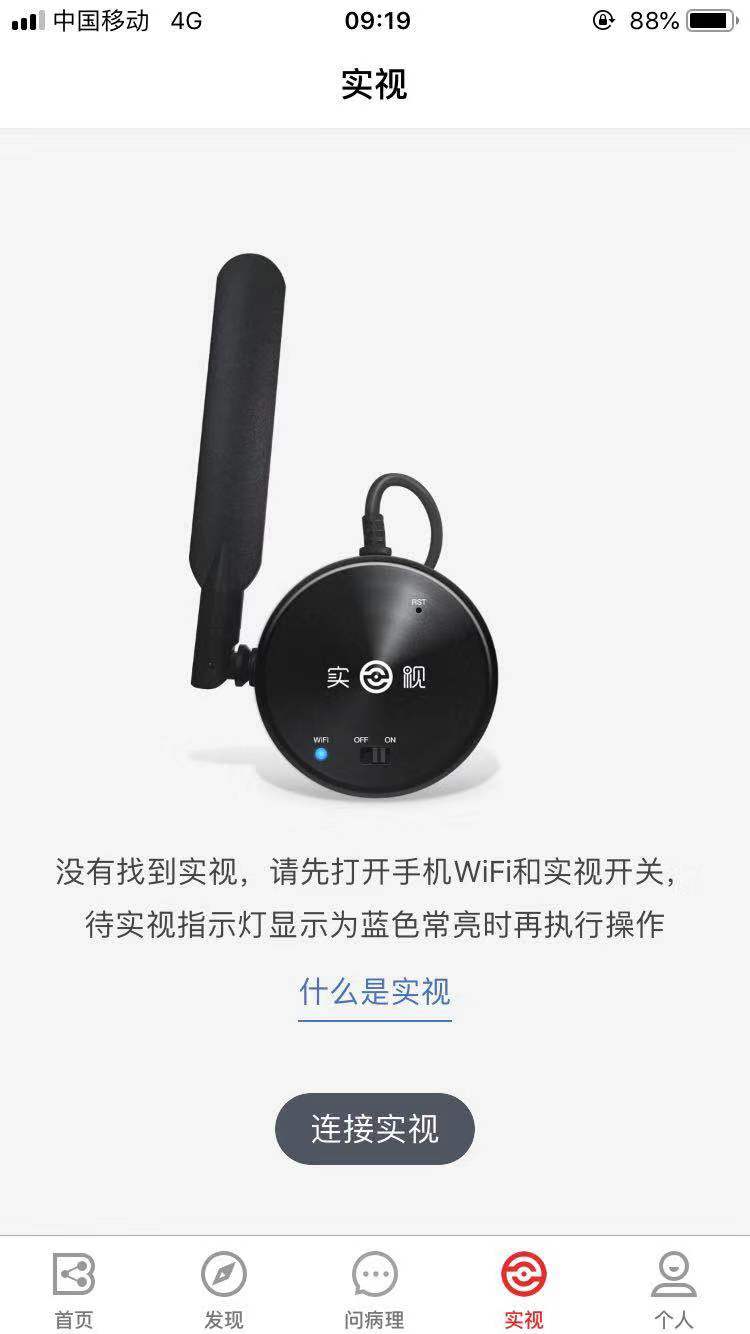 中国移动 4G 09:19 88%
实视
RST
实 视
WiFi OFF ON
没有找到实视，请先打开手机WiFi和实视开关，
待实视指示灯显示为蓝色常亮时再执行操作
什么是实视
连接实视
首页 发现 问病理 实视 个人